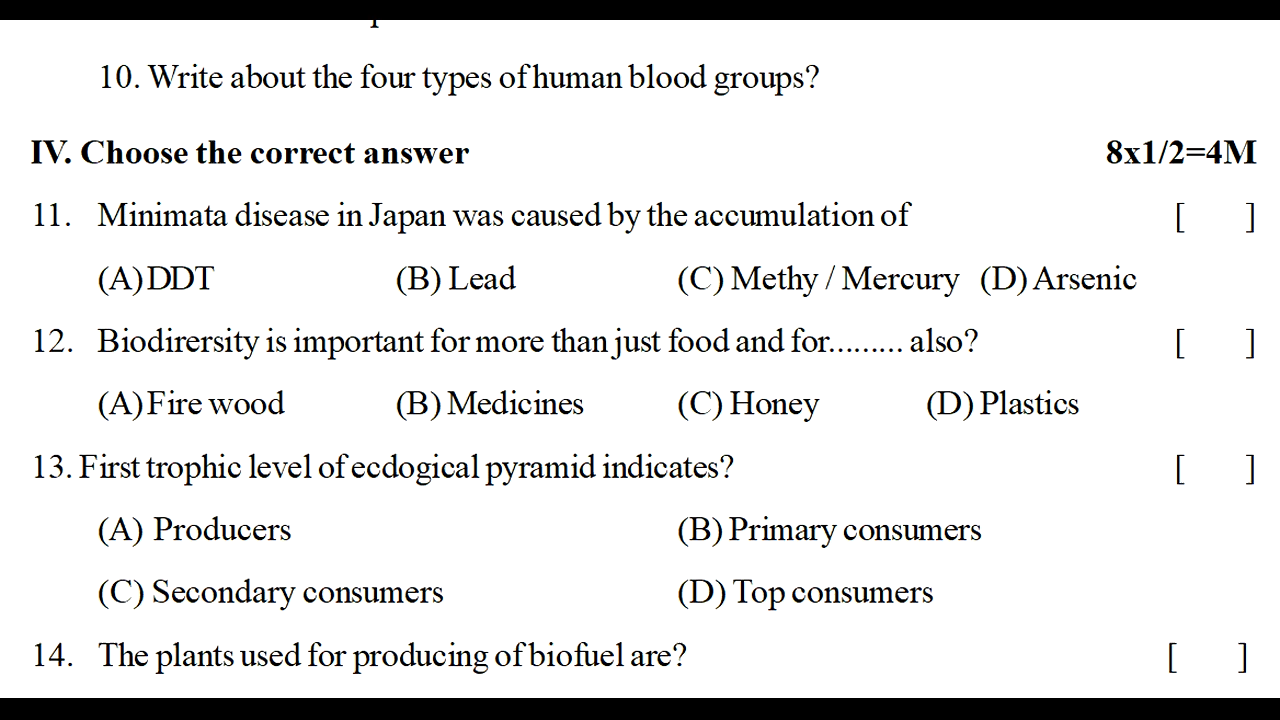 10. Write about the four types of human blood groups?
IV. Choose the correct answer 8x1/2=4M
11. Minimata disease in Japan was caused by the accumulation of [ ]
(A) DDT (B) Lead (C) Methy / Mercury (D) Arsenic
12. Biodirersity is important for more than just food and for......... also? [ ]
(A) Fire wood (B) Medicines (C) Honey (D) Plastics
13. First trophic level of ecdogical pyramid indicates? [ ]
(A) Producers (B) Primary consumers
(C) Secondary consumers (D) Top consumers
14. The plants used for producing of biofuel are? [ ]